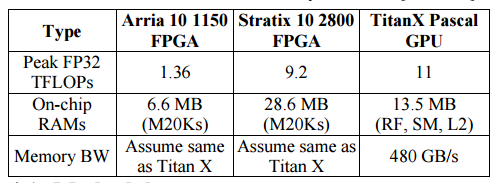 Type
Arria 10 1150 FPGA
Stratix 10 2800 FPGA
TitanX Pascal GPU
Peak FP32 TFLOPs
1.36
9.2
11
On-chip RAMs
6.6 MB (M20Ks)
28.6 MB (M20Ks)
13.5 MB (RF, SM, L2)
Memory BW
Assume same as Titan X
Assume same as Titan X
480 GB/s